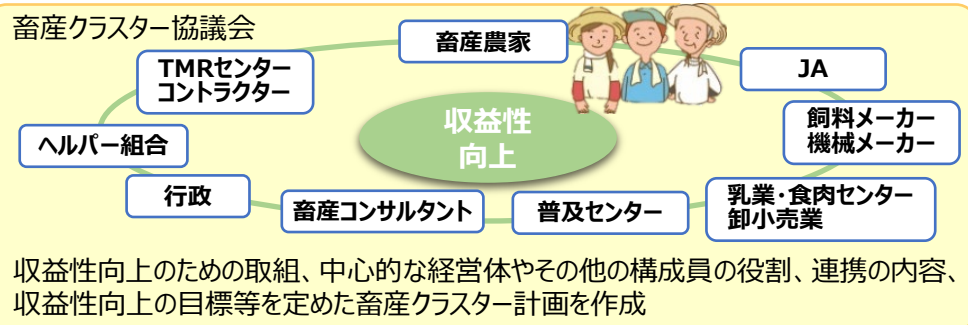 畜産クラスター協議会
畜産農家
TMRセンター
コントラクター
JA
収益性
向上
飼料メーカー
機械メーカー
ヘルパー組合
行政
畜産コンサルタント
普及センター
乳業・食肉センター
卸小売業
収益性向上のための取組、中心的な経営体やその他の構成員の役割、連携の内容、
収益性向上の目標等を定めた畜産クラスター計画を作成